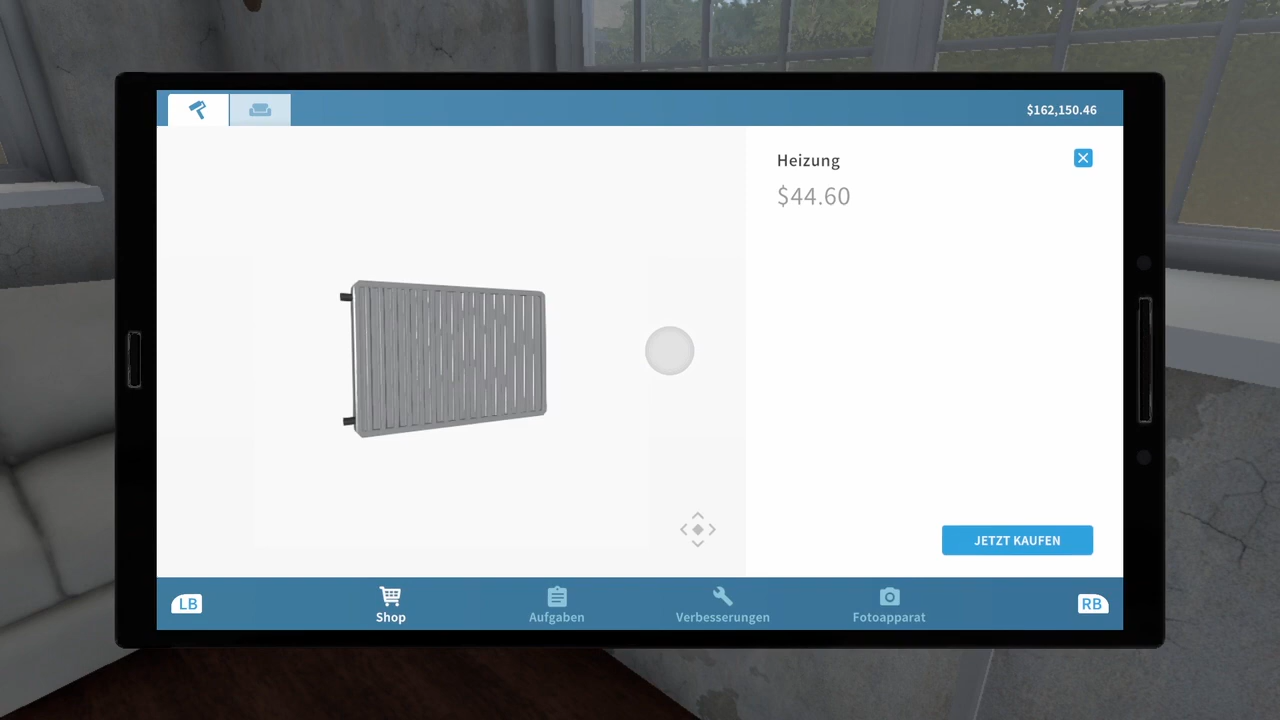 $162,150.46
Heizung
$44.60
JETZT KAUFEN
LB
Shop
Aufgaben
Verbesserungen
Fotoapparat
RB